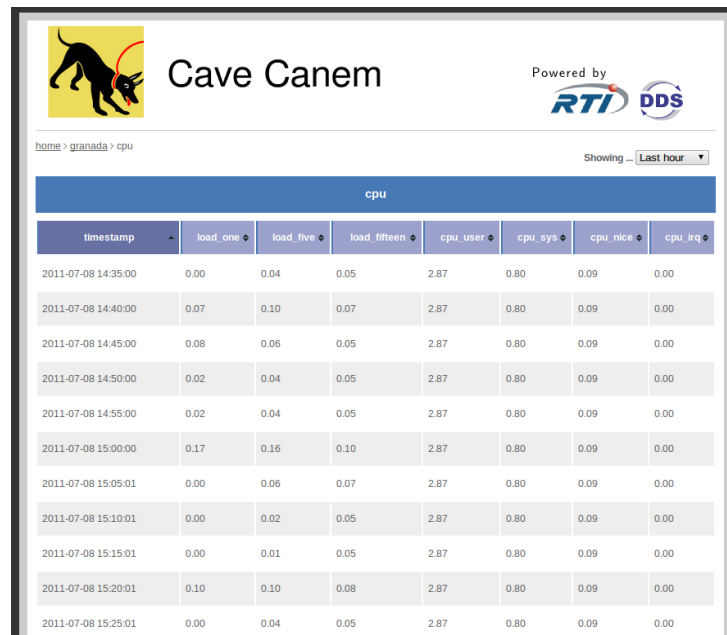 Cave Canem
Powered by
RTI DDS
home > granada > cpu
Showing ... Last hour
cpu
timestamp load_one load_five load_fifteen cpu_user cpu_sys cpu_nice cpu_irq
2011-07-08 14:35:00 0.00 0.04 0.05 2.87 0.80 0.09 0.00
2011-07-08 14:40:00 0.07 0.10 0.07 2.87 0.80 0.09 0.00
2011-07-08 14:45:00 0.08 0.06 0.05 2.87 0.80 0.09 0.00
2011-07-08 14:50:00 0.02 0.04 0.05 2.87 0.80 0.09 0.00
2011-07-08 14:55:00 0.02 0.04 0.05 2.87 0.80 0.09 0.00
2011-07-08 15:00:00 0.17 0.16 0.10 2.87 0.80 0.09 0.00
2011-07-08 15:05:01 0.00 0.06 0.07 2.87 0.80 0.09 0.00
2011-07-08 15:10:01 0.00 0.02 0.05 2.87 0.80 0.09 0.00
2011-07-08 15:15:01 0.00 0.01 0.05 2.87 0.80 0.09 0.00
2011-07-08 15:20:01 0.10 0.10 0.08 2.87 0.80 0.09 0.00
2011-07-08 15:25:01 0.00 0.04 0.05 2.87 0.80 0.09 0.00